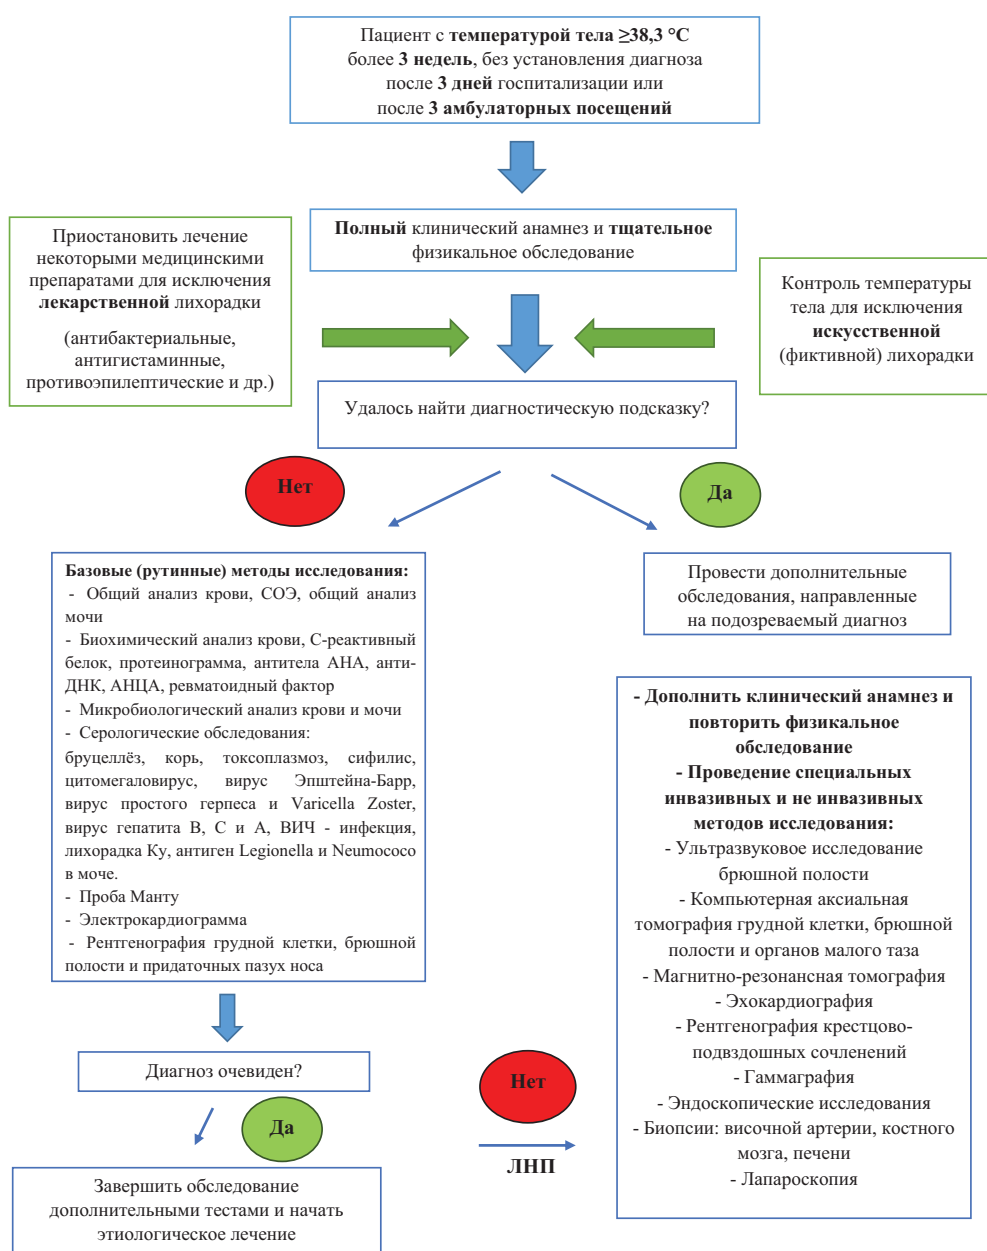 Пациент с температурой тела ≥38,3 °C
более 3 недель, без установления диагноза
после 3 дней госпитализации или
после 3 амбулаторных посещений
Полный клинический анамнез и тщательное
физикальное обследование
Приостановить лечение
некоторыми медицинскими
препаратами для исключения
лекарственной лихорадки
(антибактериальные,
антигистаминные,
противоэпилептические и др.)
Контроль температуры
тела для исключения
искусственной
(фиктивной) лихорадки
Удалось найти диагностическую подсказку?
Нет
Да
Базовые (рутинные) методы исследования:
- Общий анализ крови, СОЭ, общий анализ
мочи
- Биохимический анализ крови, С-реактивный
белок, протеинограмма, антитела АНА, анти-
ДНК, АНЦА, ревматоидный фактор
- Микробиологический анализ крови и мочи
- Серологические обследования:
бруцеллёз, корь, токсоплазмоз, сифилис,
цитомегаловирус, вирус Эпштейна-Барр,
вирус простого герпеса и Varicella Zoster,
вирус гепатита В, С и А, ВИЧ - инфекция,
лихорадка Ку, антиген Legionella и Neumococo
в моче.
- Проба Манту
- Электрокардиограмма
- Рентгенография грудной клетки, брюшной
полости и придаточных пазух носа
Провести дополнительные
обследования, направленные
на подозреваемый диагноз
- Дополнить клинический анамнез и
повторить физикальное
обследование
- Проведение специальных
инвазивных и не инвазивных
методов исследования:
- Ультразвуковое исследование
брюшной полости
- Компьютерная аксиальная
томография грудной клетки, брюшной
полости и органов малого таза
- Магнитно-резонансная томография
- Эхокардиография
- Рентгенография крестцово-
подвздошных сочленений
- Гаммаграфия
- Эндоскопические исследования
- Биопсии: височной артерии, костного
мозга, печени
- Лапароскопия
Диагноз очевиден?
Нет
ЛНП
Да
Завершить обследование
дополнительными тестами и начать
этиологическое лечение